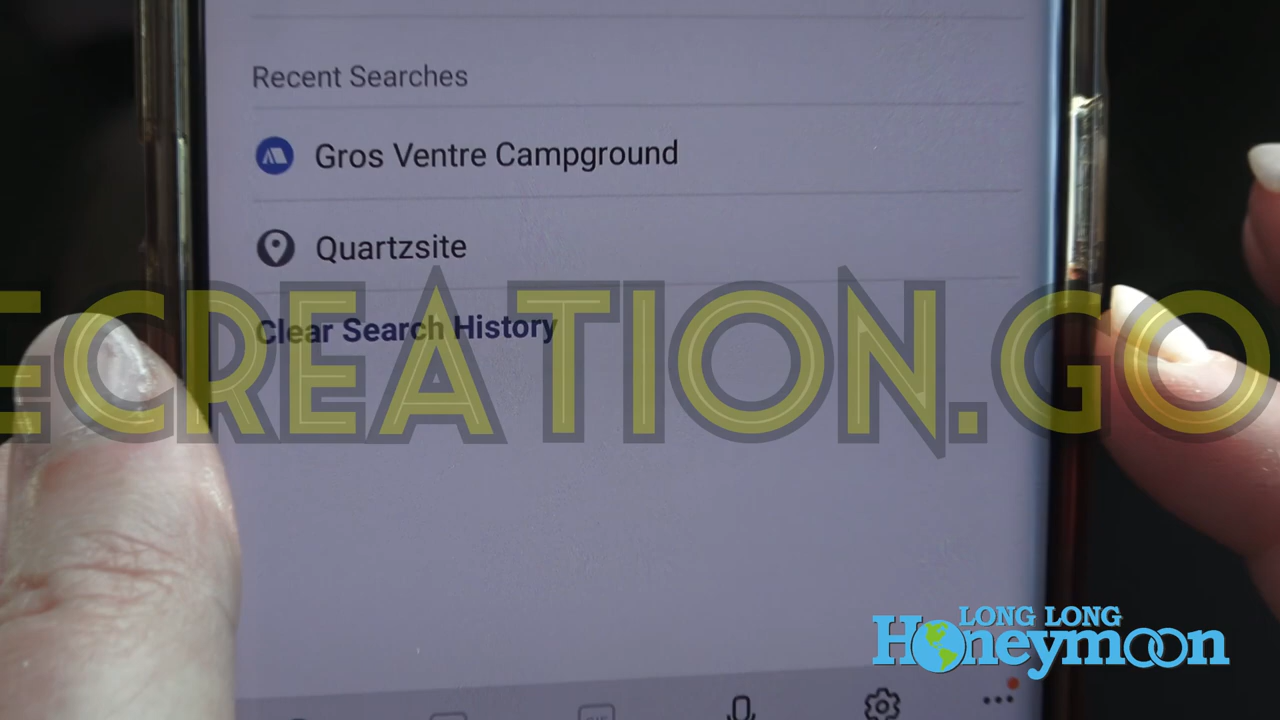 Recent Searches
Gros Ventre Campground
Quartzsite
Clear Search History
ECREATION.GO
LONG LONG
Honeymoon